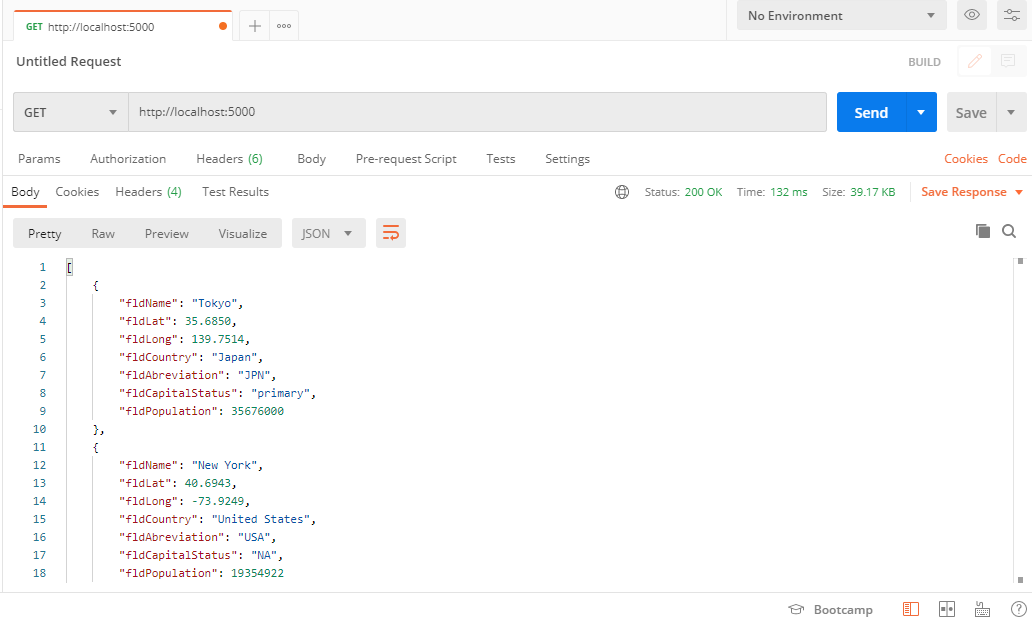 GET http://localhost:5000
No Environment
Untitled Request
BUILD
GET http://localhost:5000 Send Save
Params Authorization Headers (6) Body Pre-request Script Tests Settings Cookies Code
Body Cookies Headers (4) Test Results Status: 200 OK Time: 132 ms Size: 39.17 KB Save Response
Pretty Raw Preview Visualize JSON
1 [
2 {
3 "fldName": "Tokyo",
4 "fldLat": 35.6850,
5 "fldLong": 139.7514,
6 "fldCountry": "Japan",
7 "fldAbreviation": "JPN",
8 "fldCapitalStatus": "primary",
9 "fldPopulation": 35676000
10 },
11 {
12 "fldName": "New York",
13 "fldLat": 40.6943,
14 "fldLong": -73.9249,
15 "fldCountry": "United States",
16 "fldAbreviation": "USA",
17 "fldCapitalStatus": "NA",
18 "fldPopulation": 19354922
Bootcamp